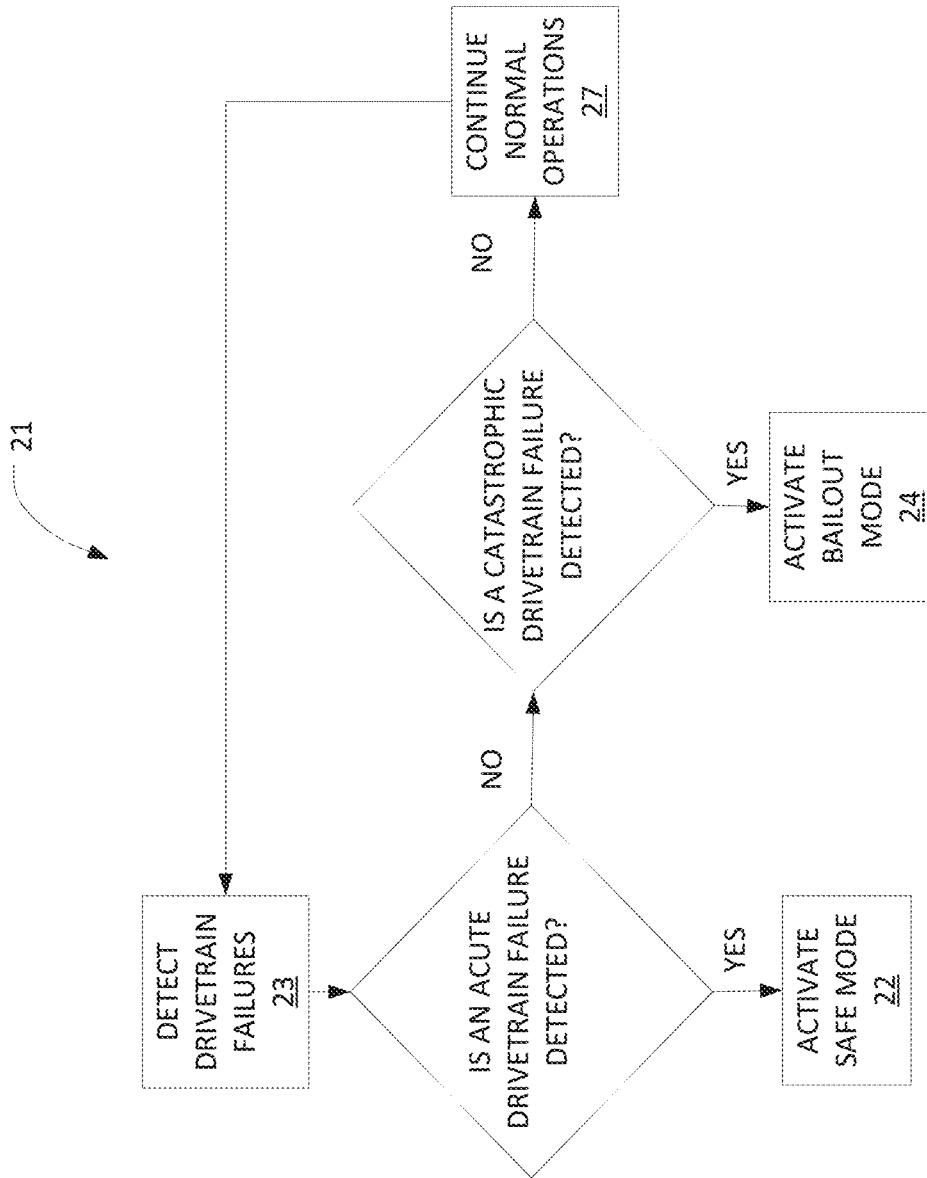 21
DETECT
DRIVETRAIN
FAILURES
23
IS AN ACUTE
DRIVETRAIN FAILURE
DETECTED?
YES
ACTIVATE
SAFE MODE
22
NO
IS A CATASTROPHIC
DRIVETRAIN FAILURE
DETECTED?
YES
ACTIVATE
BAILOUT
MODE
24
NO
CONTINUE
NORMAL
OPERATIONS
27